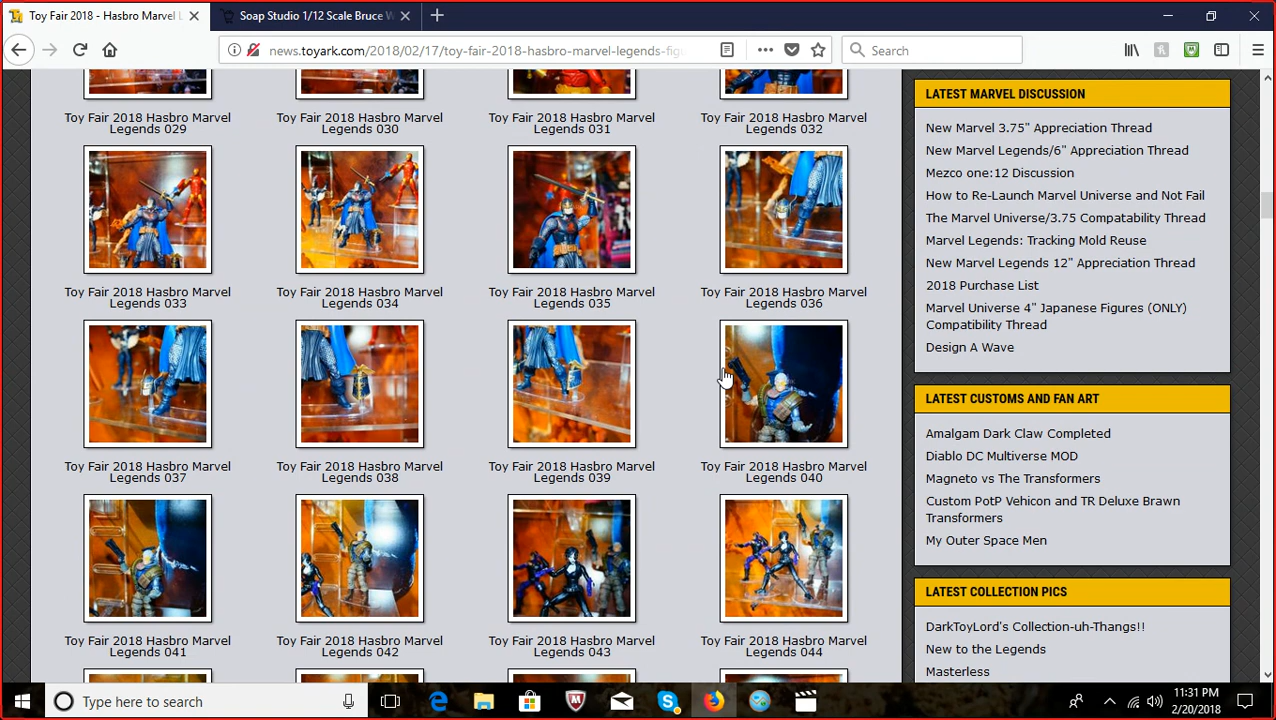 Toy Fair 2018 - Hasbro Marvel L
Soap Studio 1/12 Scale Bruce W
news.toyark.com/2018/02/17/toy-fair-2018-hasbro-marvel-legends-fig
Search
Toy Fair 2018 Hasbro Marvel
Legends 029
Toy Fair 2018 Hasbro Marvel
Legends 030
Toy Fair 2018 Hasbro Marvel
Legends 031
Toy Fair 2018 Hasbro Marvel
Legends 032
Toy Fair 2018 Hasbro Marvel
Legends 033
Toy Fair 2018 Hasbro Marvel
Legends 034
Toy Fair 2018 Hasbro Marvel
Legends 035
Toy Fair 2018 Hasbro Marvel
Legends 036
Toy Fair 2018 Hasbro Marvel
Legends 037
Toy Fair 2018 Hasbro Marvel
Legends 038
Toy Fair 2018 Hasbro Marvel
Legends 039
Toy Fair 2018 Hasbro Marvel
Legends 040
Toy Fair 2018 Hasbro Marvel
Legends 041
Toy Fair 2018 Hasbro Marvel
Legends 042
Toy Fair 2018 Hasbro Marvel
Legends 043
Toy Fair 2018 Hasbro Marvel
Legends 044
LATEST MARVEL DISCUSSION
New Marvel 3.75" Appreciation Thread
New Marvel Legends/6" Appreciation Thread
Mezco one:12 Discussion
How to Re-Launch Marvel Universe and Not Fail
The Marvel Universe/3.75 Compatability Thread
Marvel Legends: Tracking Mold Reuse
New Marvel Legends 12" Appreciation Thread
2018 Purchase List
Marvel Universe 4" Japanese Figures (ONLY)
Compatibility Thread
Design A Wave
LATEST CUSTOMS AND FAN ART
Amalgam Dark Claw Completed
Diablo DC Multiverse MOD
Magneto vs The Transformers
Custom PotP Vehicon and TR Deluxe Brawn
Transformers
My Outer Space Men
LATEST COLLECTION PICS
DarkToyLord's Collection-uh-Thangs!!
New to the Legends
Masterless
Type here to search
11:31 PM
2/20/2018